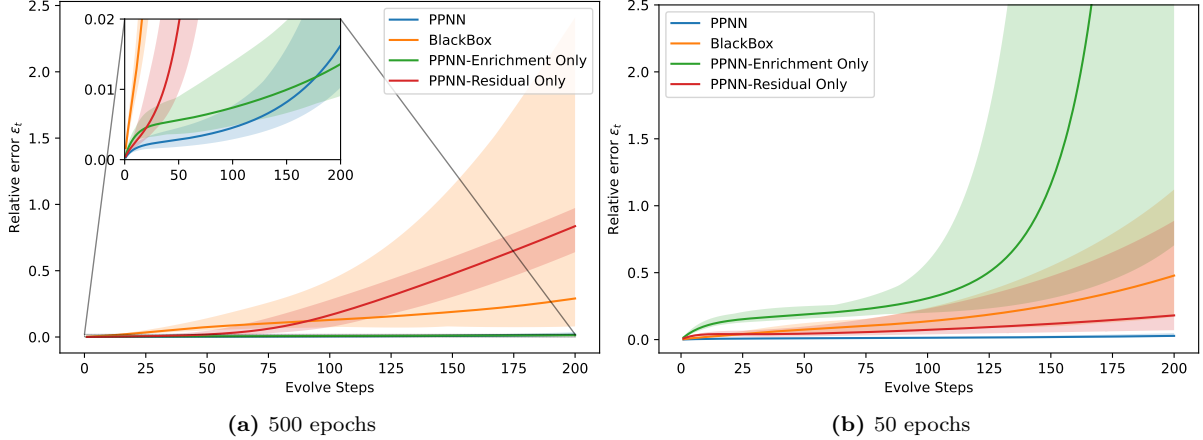 2.5
2.0
1.5
1.0
0.5
0.0
Relative error εt
0.02
0.01
0.00
0
50
100
150
200
PPNN
BlackBox
PPNN-Enrichment Only
PPNN-Residual Only
0
25
50
75
100
125
150
175
200
Evolve Steps
(a) 500 epochs
2.5
2.0
1.5
1.0
0.5
0.0
Relative error εt
PPNN
BlackBox
PPNN-Enrichment Only
PPNN-Residual Only
0
25
50
75
100
125
150
175
200
Evolve Steps
(b) 50 epochs